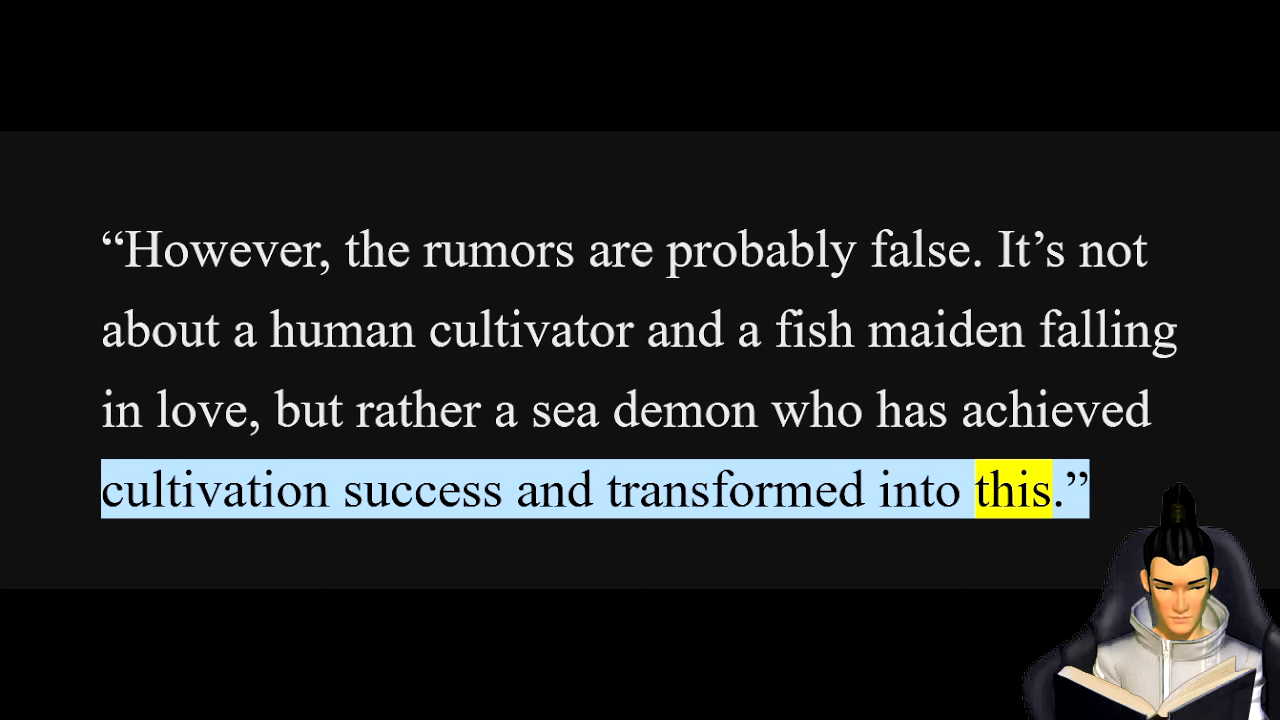 “However, the rumors are probably false. It’s not
about a human cultivator and a fish maiden falling
in love, but rather a sea demon who has achieved
cultivation success and transformed into this.”